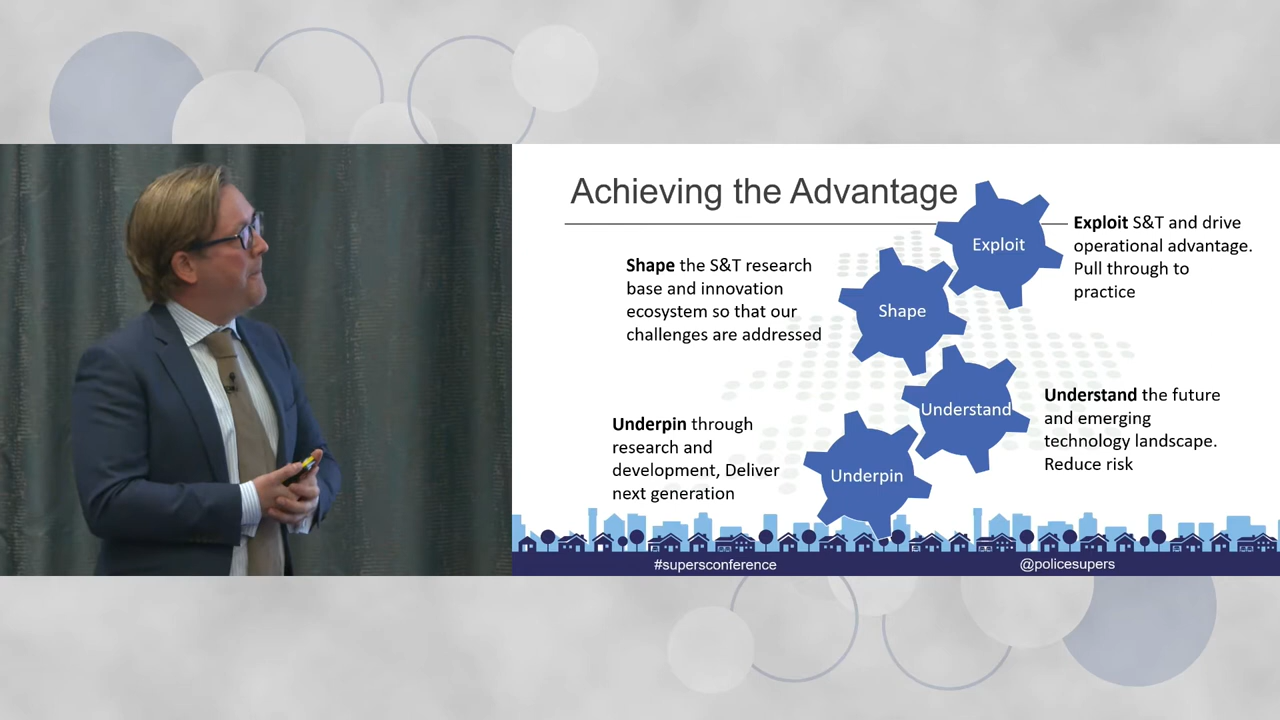 Achieving the Advantage
Exploit
Exploit S&T and drive
operational advantage.
Pull through to
practice
Shape the S&T research
base and innovation
ecosystem so that our
challenges are addressed
Shape
Understand
Understand the future
and emerging
technology landscape.
Reduce risk
Underpin through
research and
development, Deliver
next generation
Underpin
#supersconference
@policesupers